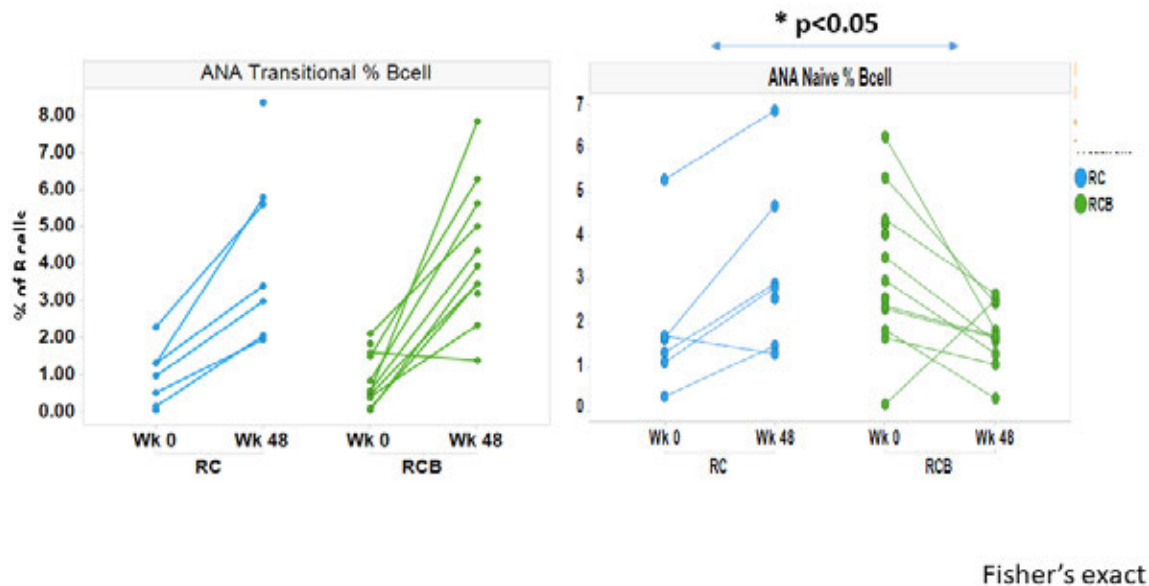 * p<0.05
ANA Transitional % Bcell
% of B cells
8.00
7.00
6.00
5.00
4.00
3.00
2.00
1.00
0.00
Wk 0 Wk 48 Wk 0 Wk 48
RC RCB
ANA Naive % Bcell
7
6
5
4
3
2
1
0
Wk 0 Wk 48 Wk 0 Wk 48
RC RCB
RC
RCB
Fisher's exact